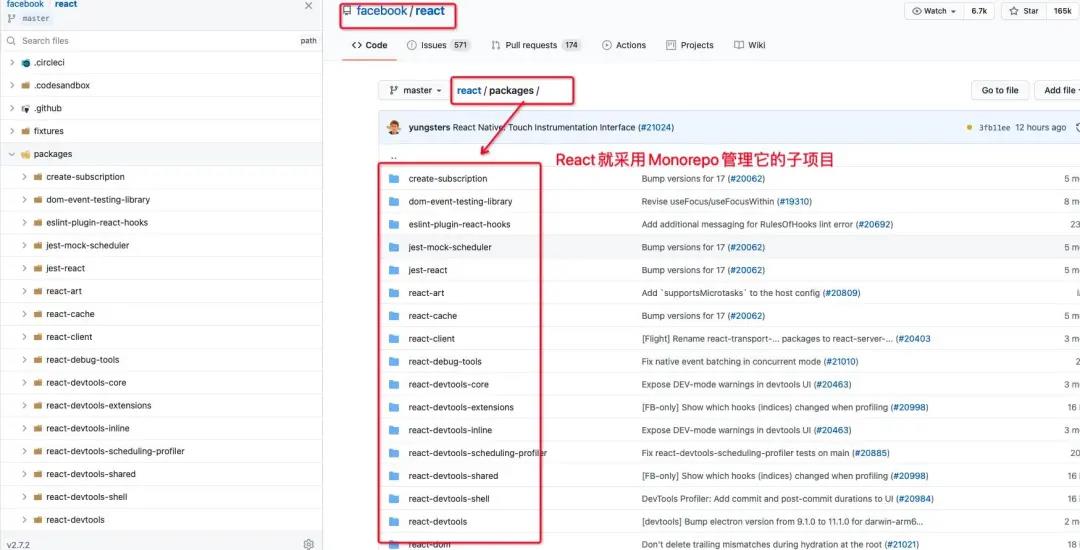 facebook react
master
Search files path
.circleci
.codesandbox
.github
fixtures
packages
create-subscription
dom-event-testing-library
eslint-plugin-react-hooks
jest-mock-scheduler
jest-react
react-art
react-cache
react-client
react-debug-tools
react-devtools-core
react-devtools-extensions
react-devtools-inline
react-devtools-scheduling-profiler
react-devtools-shared
react-devtools-shell
react-devtools
v2.7.2
facebook / react
Watch 6.7k Star 165k
Code Issues 571 Pull requests 174 Actions Projects Wiki
master react / packages / Go to file Add file
yungsters React Native: Touch Instrumentation Interface (#21024) 3fb11ee 12 hours ago
..
React就采用Monorepo管理它的子项目
create-subscription Bump versions for 17 (#20062) 5 m
dom-event-testing-library Revise useFocus/useFocusWithin (#19310) 8 m
eslint-plugin-react-hooks Add additional messaging for RulesOfHooks lint error (#20692) 23
jest-mock-scheduler Bump versions for 17 (#20062) 5 m
jest-react Bump versions for 17 (#20062) 5 m
react-art Add `supportsMicrotasks` to the host config (#20809)
react-cache Bump versions for 17 (#20062) 5 m
react-client [Flight] Rename react-transport-... packages to react-server-... (#20403 3 m
react-debug-tools Fix native event batching in concurrent mode (#21010) 2
react-devtools-core Expose DEV-mode warnings in devtools UI (#20463) 3 m
react-devtools-extensions [FB-only] Show which hooks (indices) changed when profiling (#20998) 16
react-devtools-inline Expose DEV-mode warnings in devtools UI (#20463) 3 m
react-devtools-scheduling-profiler Fix react-devtools-scheduling-profiler tests on main (#20885) 20
react-devtools-shared [FB-only] Show which hooks (indices) changed when profiling (#20998) 16
react-devtools-shell DevTools Profiler: Add commit and post-commit durations to UI (#20984) 16
react-devtools [devtools] Bump electron version from 9.1.0 to 11.1.0 for darwin-arm6... 2 m
react-dom Don't delete trailing mismatches during hydration at the root (#21021) 18